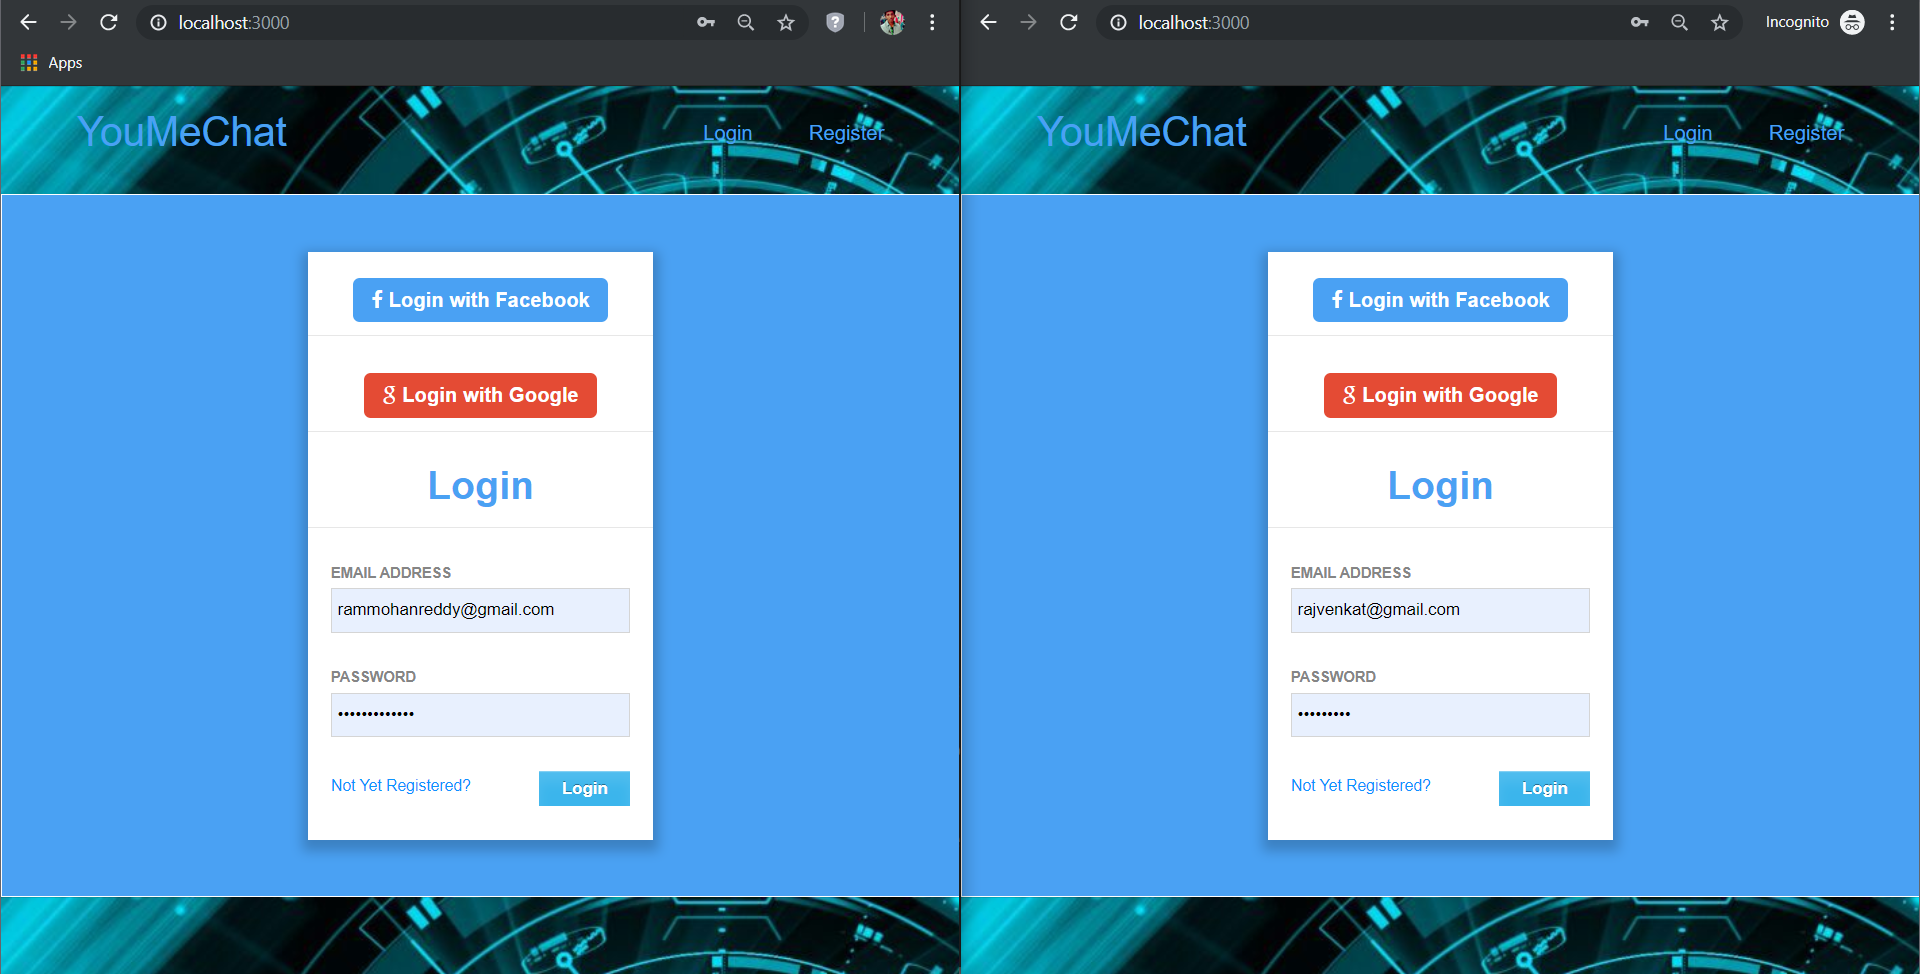 localhost:3000
Apps
YouMeChat
Login Register
f Login with Facebook
g Login with Google
Login
EMAIL ADDRESS
rammohanreddy@gmail.com
PASSWORD
•••••••••••••
Not Yet Registered? Login
localhost:3000 Incognito
YouMeChat
Login Register
f Login with Facebook
g Login with Google
Login
EMAIL ADDRESS
rajvenkat@gmail.com
PASSWORD
•••••••••
Not Yet Registered? Login